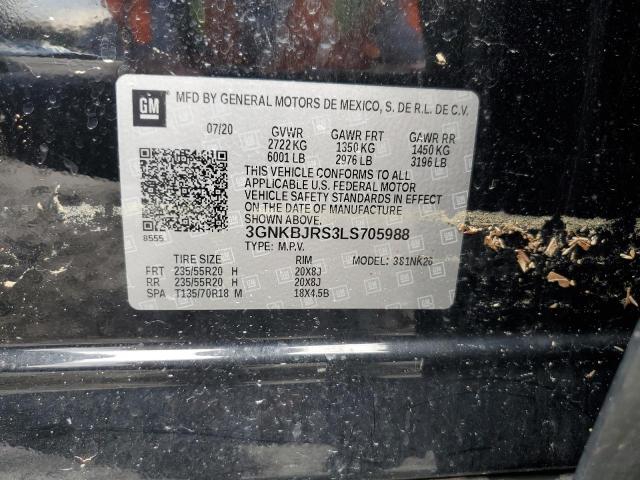 GM MFD BY GENERAL MOTORS DE MEXICO, S. DE R.L. DE C.V.
07/20 GVWR GAWR FRT GAWR RR
2722 KG 1350 KG 1450 KG
6001 LB 2976 LB 3196 LB
THIS VEHICLE CONFORMS TO ALL
APPLICABLE U.S. FEDERAL MOTOR
VEHICLE SAFETY STANDARDS IN EFFECT
ON THE DATE OF MANUFACTURE
SHOWN ABOVE.
8555 3GNKBJRS3LS705988
TYPE: M.P.V.
TIRE SIZE RIM MODEL: 3S1NK26
FRT 235/55R20 H 20X8J
RR 235/55R20 H 20X8J
SPA T135/70R18 M 18X4.5B